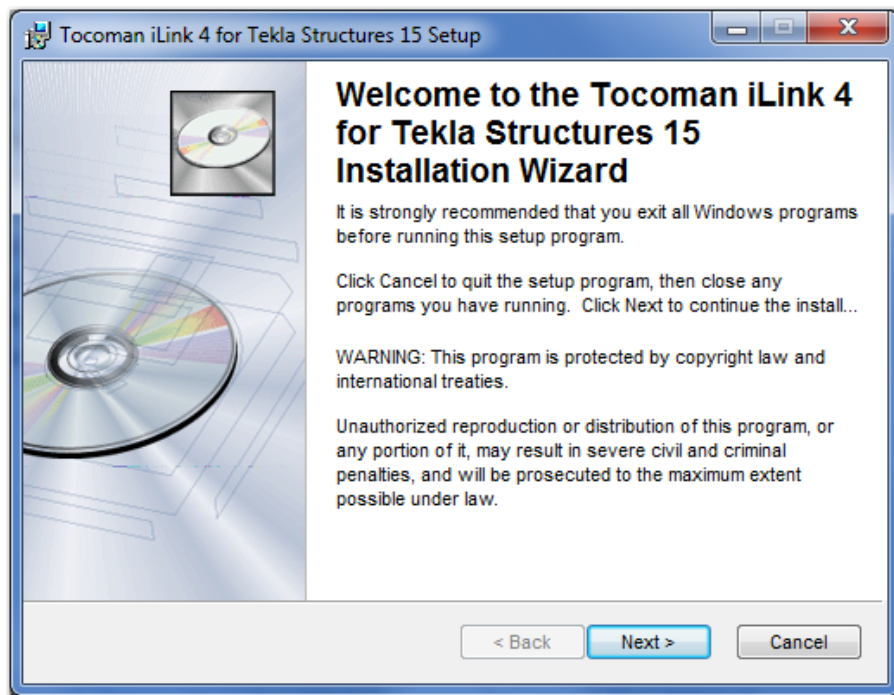 Tocoman iLink 4 for Tekla Structures 15 Setup
Welcome to the Tocoman iLink 4
for Tekla Structures 15
Installation Wizard
It is strongly recommended that you exit all Windows programs
before running this setup program.
Click Cancel to quit the setup program, then close any
programs you have running.  Click Next to continue the install...
WARNING: This program is protected by copyright law and
international treaties.
Unauthorized reproduction or distribution of this program, or
any portion of it, may result in severe civil and criminal
penalties, and will be prosecuted to the maximum extent
possible under law.
< Back
Next >
Cancel